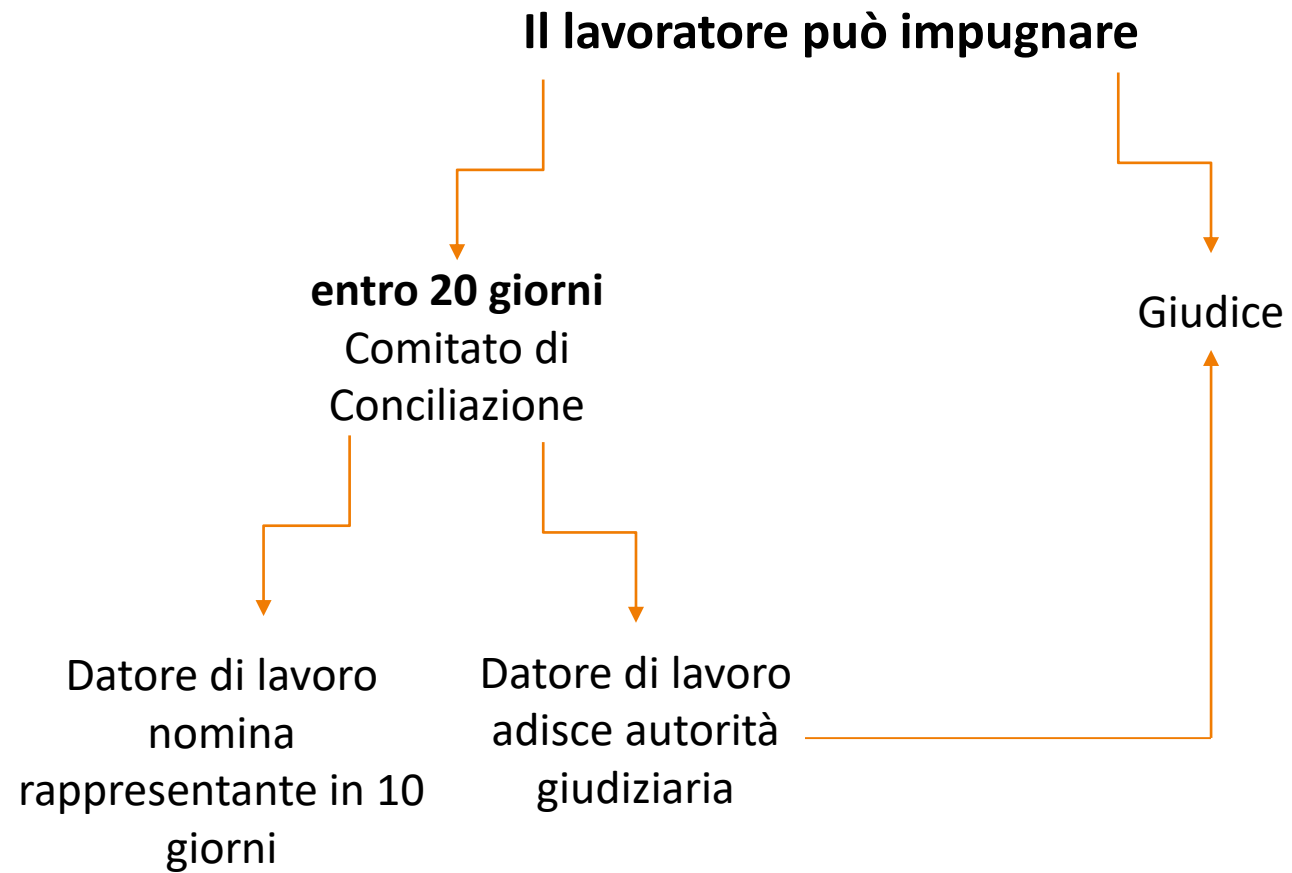 Il lavoratore può impugnare
entro 20 giorni
Comitato di
Conciliazione
Giudice
Datore di lavoro
nomina
rappresentante in 10
giorni
Datore di lavoro
adisce autorità
giudiziaria